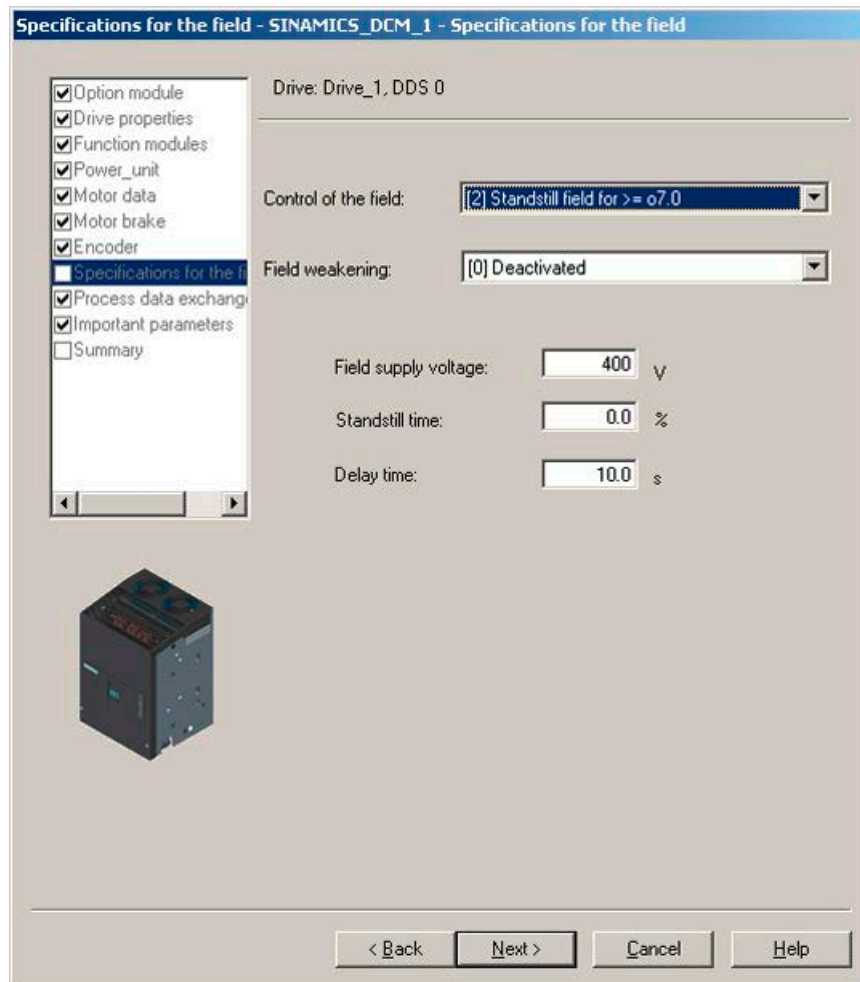 Specifications for the field - SINAMICS_DCM_1 - Specifications for the field
Option module
Drive properties
Function modules
Power_unit
Motor data
Motor brake
Encoder
Specifications for the fi
Process data exchang
Important parameters
Summary
Drive: Drive_1, DDS 0
Control of the field: [2] Standstill field for >= o7.0
Field weakening: [0] Deactivated
Field supply voltage: 400 V
Standstill time: 0.0 %
Delay time: 10.0 s
< Back Next > Cancel Help